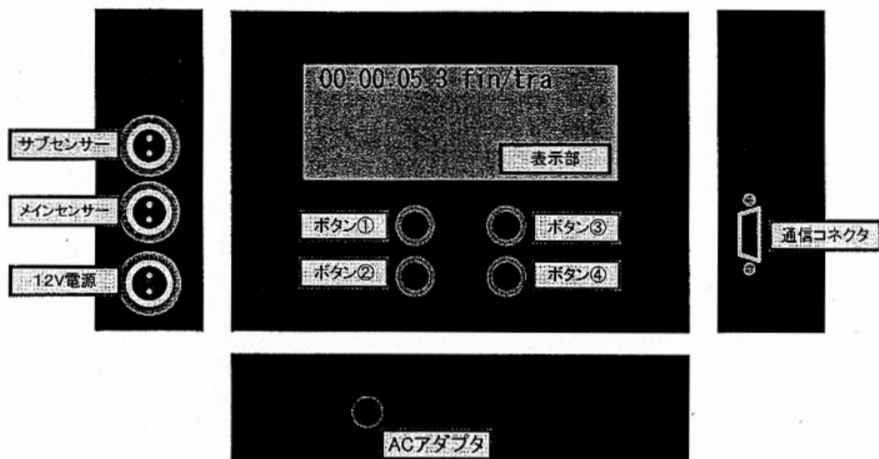 00 00:05.3 fin/tra
表示部
サブセンサー
メインセンサー
12V電源
ボタン①
ボタン②
ボタン③
ボタン④
通信コネクタ
ACアダプタ